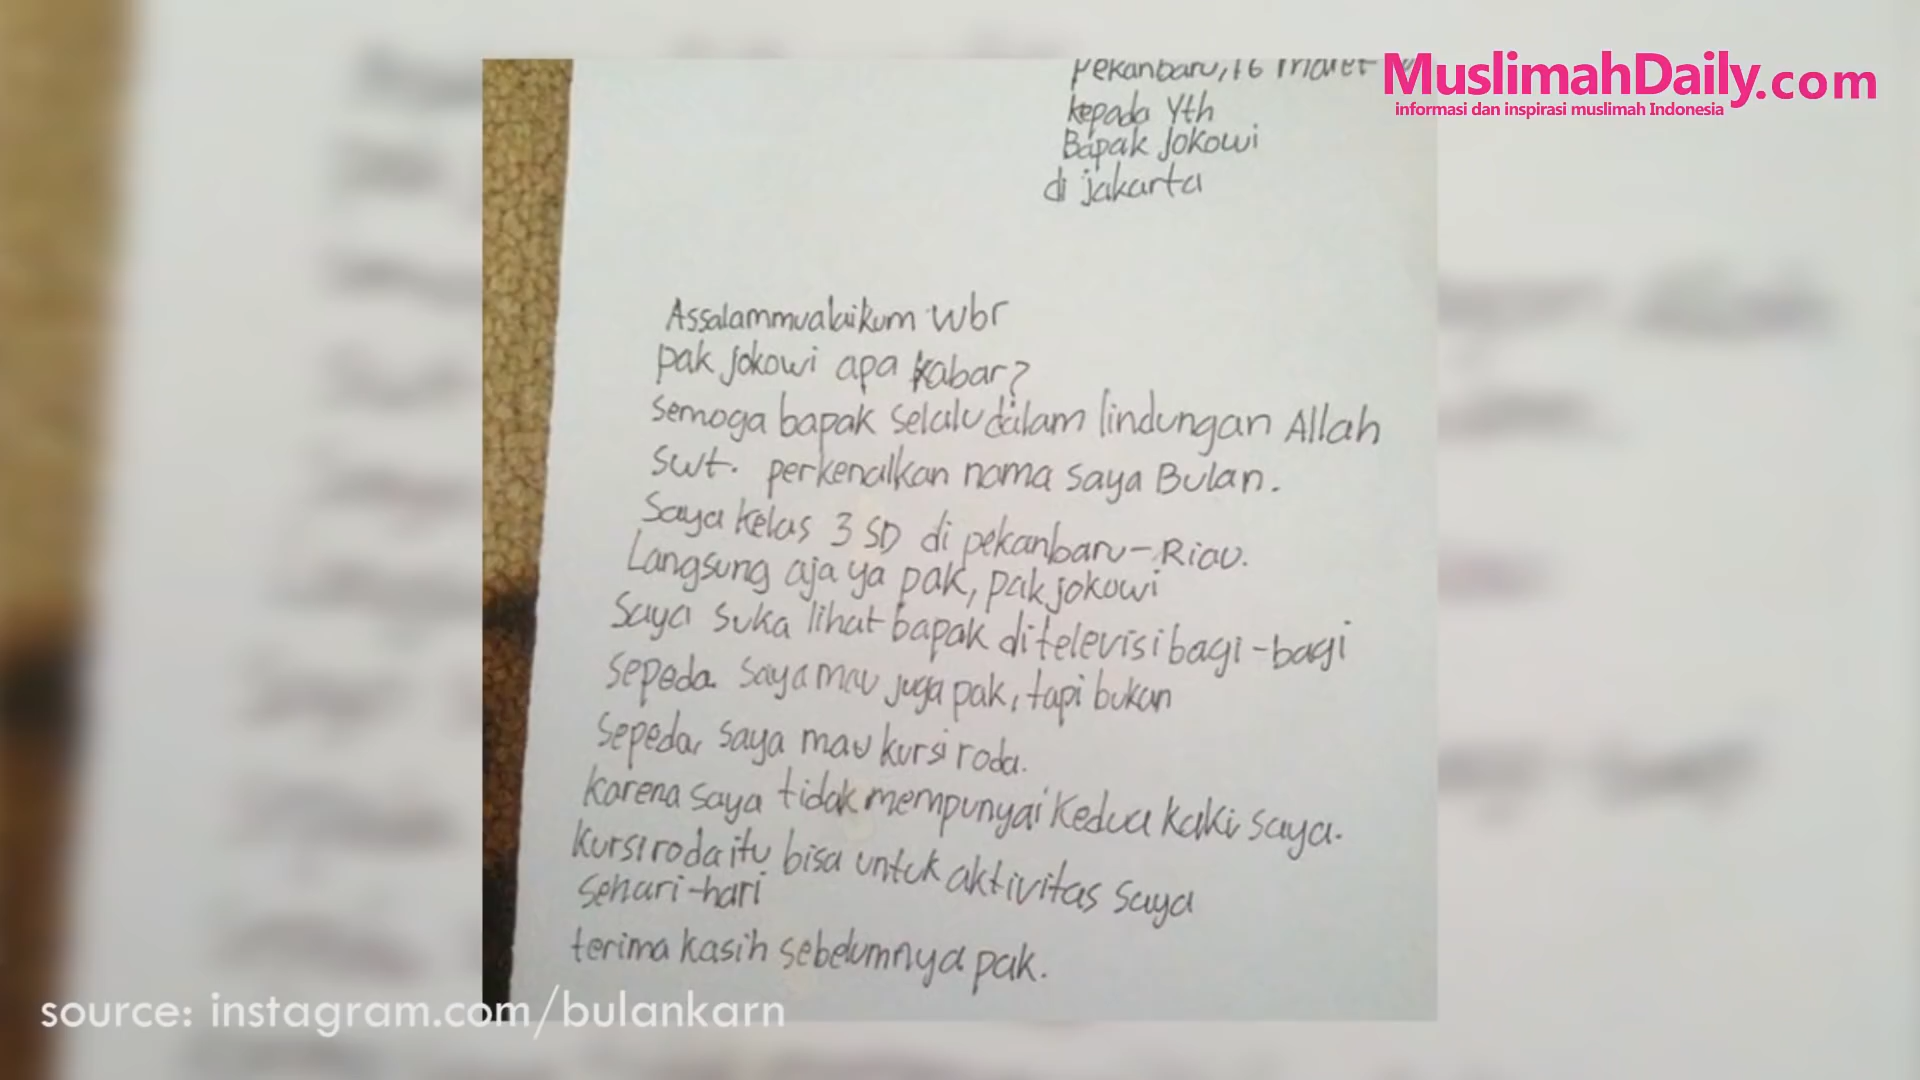 MuslimahDaily.com
informasi dan inspirasi muslimah Indonesia
Pekanbaru, 16 Maret
kepada Yth
Bapak Jokowi
di jakarta
Assalammualaikum wbr
pak Jokowi apa kabar?
semoga bapak selalu dalam lindungan Allah
swt. perkenalkan nama saya Bulan.
Saya kelas 3 SD di pekanbaru-Riau.
Langsung aja ya pak, pak jokowi
Saya suka lihat bapak di televisi bagi-bagi
sepeda. saya mau juga pak, tapi bukan
sepeda, saya mau kursi roda.
karena saya tidak mempunyai kedua kaki saya.
kursi roda itu bisa untuk aktivitas saya
sehari-hari
terima kasih sebelumnya pak.
source: instagram.com/bulankarn